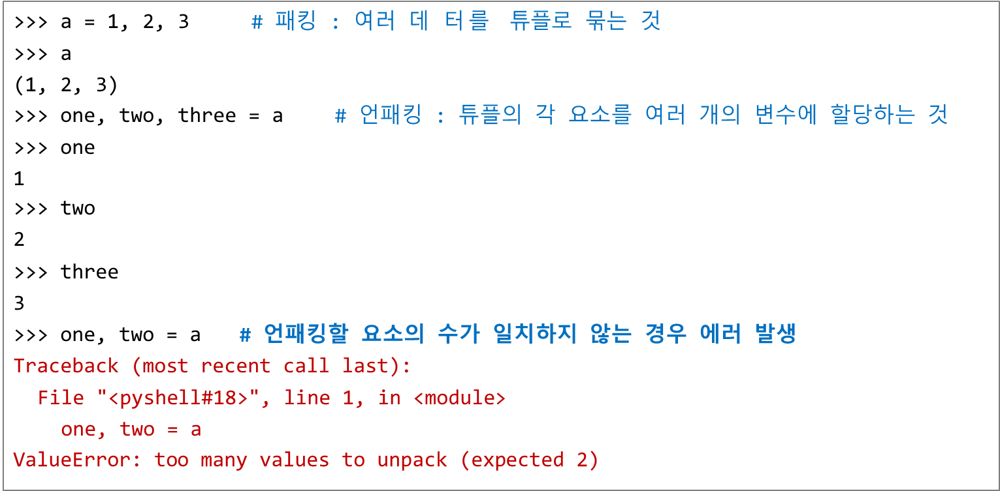 >>> a = 1, 2, 3 # 패킹 : 여러 데 터를 튜플로 묶는 것
>>> a
(1, 2, 3)
>>> one, two, three = a # 언패킹 : 튜플의 각 요소를 여러 개의 변수에 할당하는 것
>>> one
1
>>> two
2
>>> three
3
>>> one, two = a # 언패킹할 요소의 수가 일치하지 않는 경우 에러 발생
Traceback (most recent call last):
  File "<pyshell#18>", line 1, in <module>
    one, two = a
ValueError: too many values to unpack (expected 2)